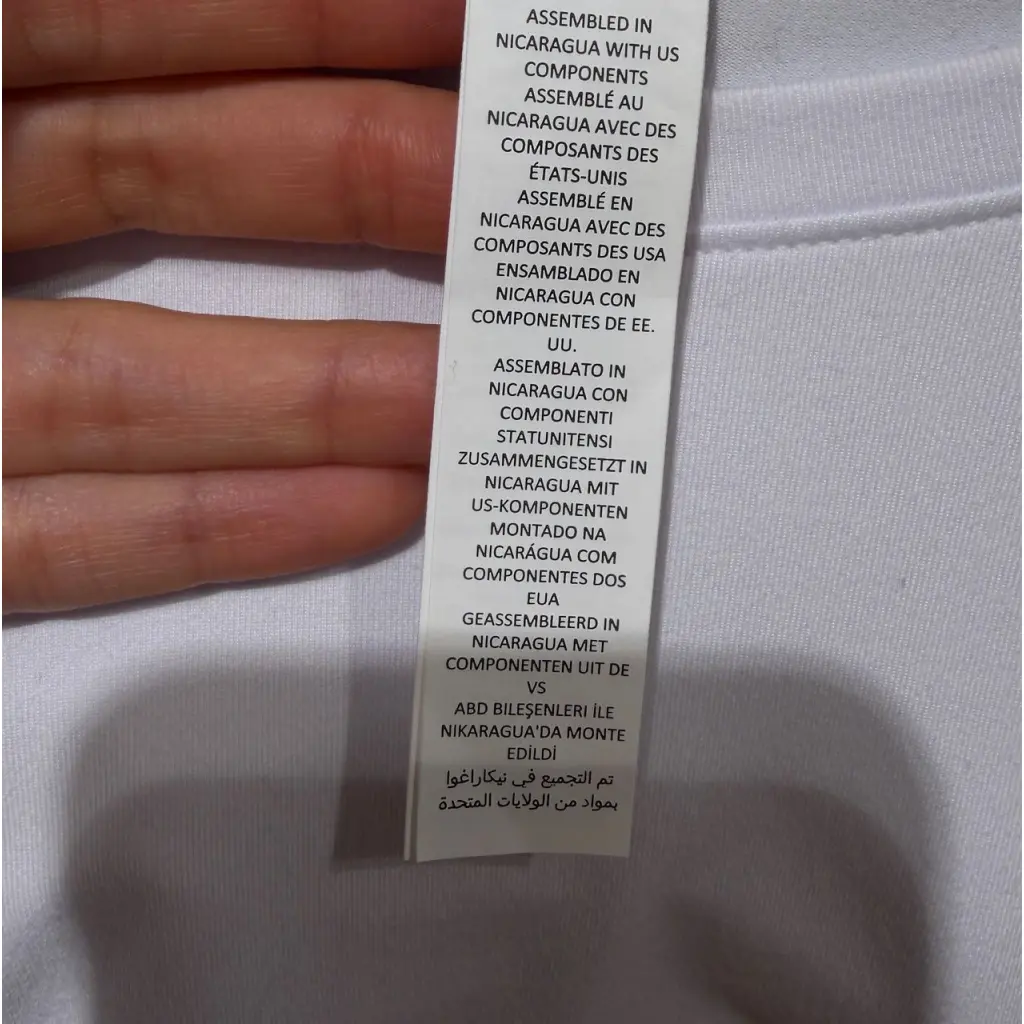 ASSEMBLED IN
NICARAGUA WITH US
COMPONENTS
ASSEMBLÉ AU
NICARAGUA AVEC DES
COMPOSANTS DES
ÉTATS-UNIS
ASSEMBLÉ EN
NICARAGUA AVEC DES
COMPOSANTS DES USA
ENSAMBLADO EN
NICARAGUA CON
COMPONENTES DE EE.
UU.
ASSEMBLATO IN
NICARAGUA CON
COMPONENTI
STATUNITENSI
ZUSAMMENGESETZT IN
NICARAGUA MIT
US-KOMPONENTEN
MONTADO NA
NICARÁGUA COM
COMPONENTES DOS
EUA
GEASSEMBLEERD IN
NICARAGUA MET
COMPONENTEN UIT DE
VS
ABD BILEŞENLERI İLE
NIKARAGUA'DA MONTE
EDİLDİ
تم التجميع في نيكاراغوا
بمواد من الولايات المتحدة